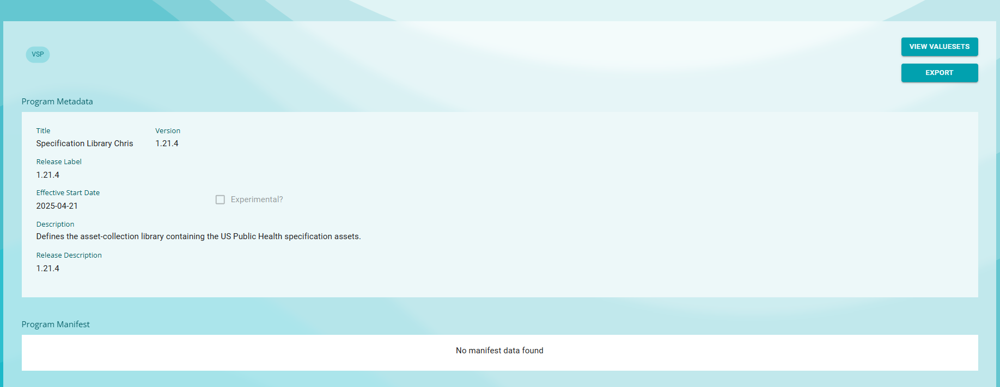 VSP
VIEW VALUESETS
EXPORT
Program Metadata
Title
Version
Specification Library Chris
1.21.4
Release Label
1.21.4
Effective Start Date
2025-04-21
Experimental?
Description
Defines the asset-collection library containing the US Public Health specification assets.
Release Description
1.21.4
Program Manifest
No manifest data found